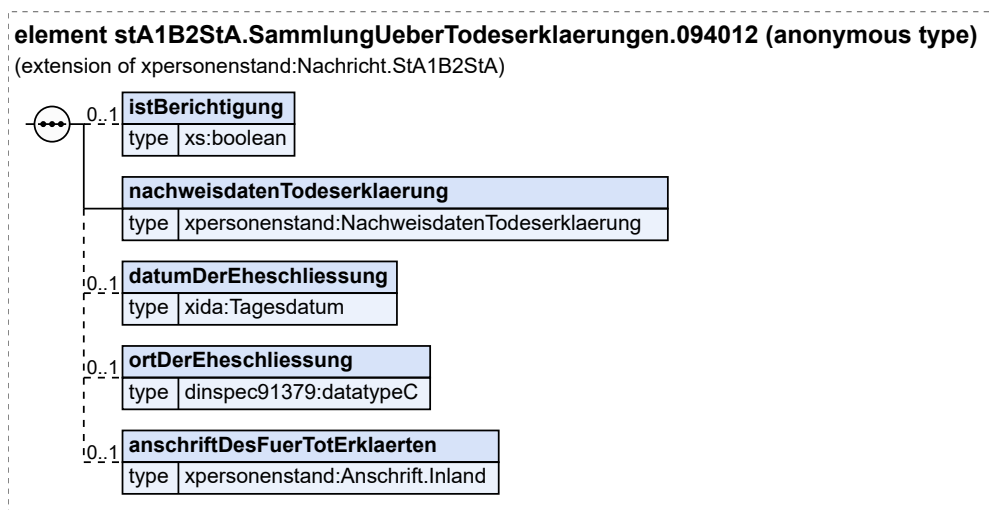 element stA1B2StA.SammlungUeberTodeserklaerungen.094012 (anonymous type)
(extension of xpersonenstand:Nachricht.StA1B2StA)
0..1 istBerichtigung
type xs:boolean
nachweisdatenTodeserklaerung
type xpersonenstand:NachweisdatenTodeserklaerung
0..1 datumDerEheschliessung
type xida:Tagesdatum
0..1 ortDerEheschliessung
type dinspec91379:datatypeC
0..1 anschriftDesFuerTotErklaerten
type xpersonenstand:Anschrift.Inland